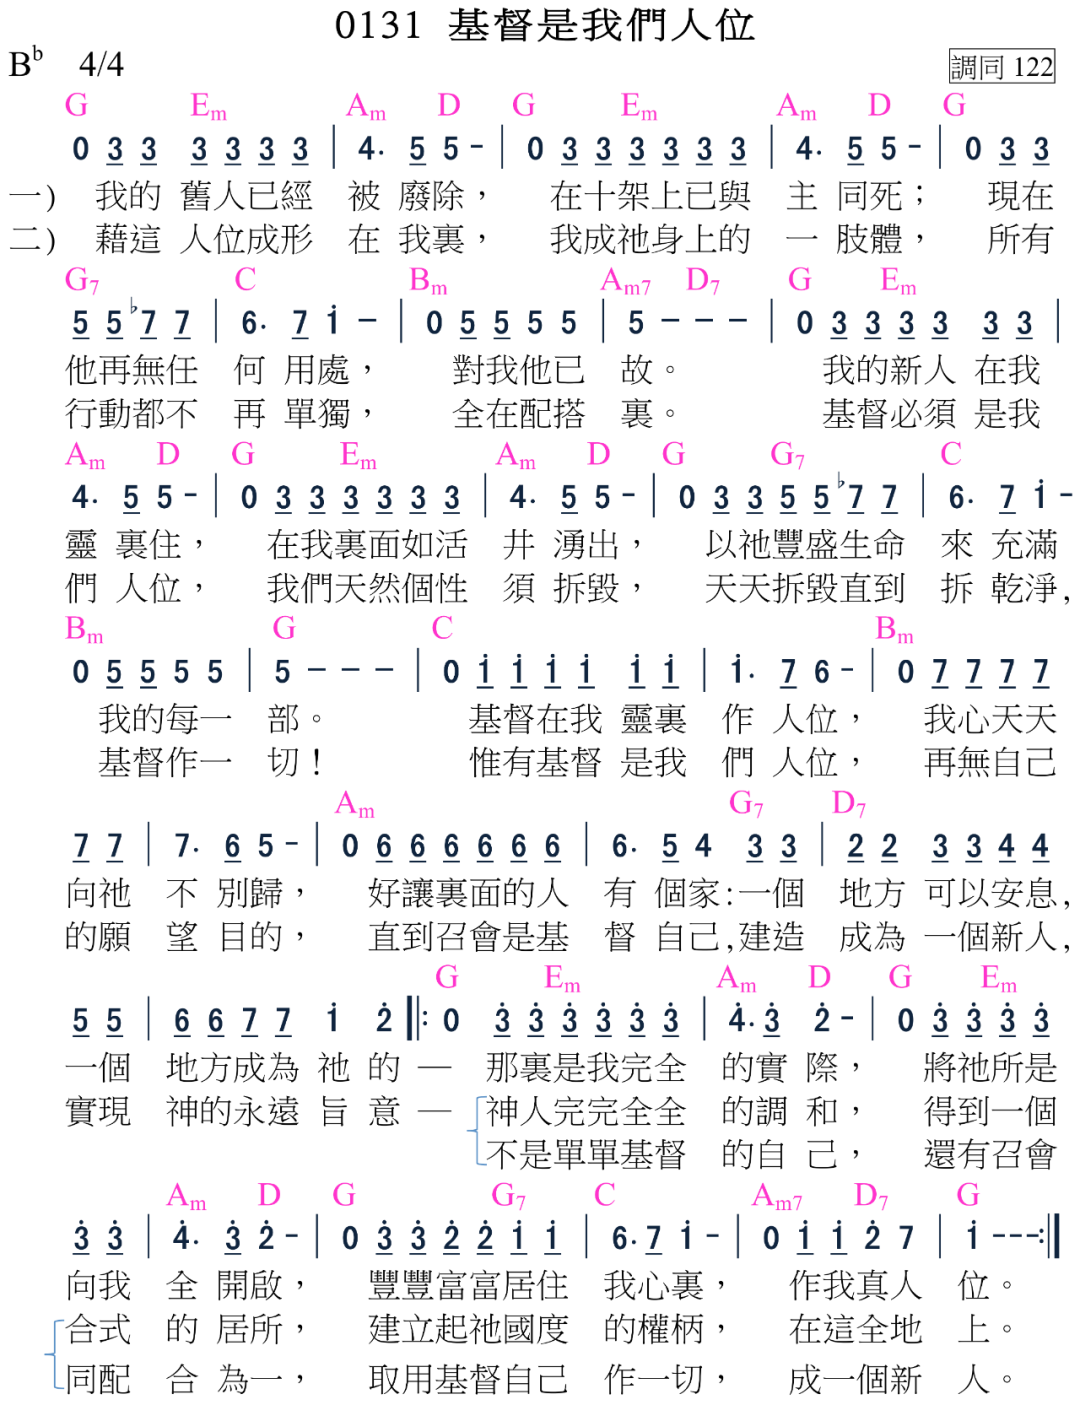 0131 基督是我們人位
B♭ 4/4 調同 122
G Em Am D G Em Am D G
0 3 3 3 3 3 3 | 4. 5 5 - | 0 3 3 3 3 3 3 | 4. 5 5 - | 0 3 3
一) 我的 舊人已經 被 廢除， 在十架上已與 主 同死； 現在
二) 藉這 人位成形 在 我裏， 我成祂身上的 一 肢體， 所有
G7 C Bm Am7 D7 G Em
5 5 ♭7 7 | 6. 7 i - | 0 5 5 5 5 | 5 - - - | 0 3 3 3 3 3 3 |
他再無任 何 用處， 對我他已 故。 我的新人 在我
行動都不 再 單獨， 全在配搭 裏。 基督必須 是我
Am D G Em Am D G G7 C
4. 5 5 - | 0 3 3 3 3 3 3 | 4. 5 5 - | 0 3 3 5 5 ♭7 7 | 6. 7 i -
靈 裏住， 在我裏面如活 井 湧出， 以祂豐盛生命 來 充滿
們 人位， 我們天然個性 須 拆毀， 天天拆毀直到 拆 乾淨,
Bm G C Bm
0 5 5 5 5 | 5 - - - | 0 i i i i i i | i. 7 6 - | 0 7 7 7 7
我的每一 部。 基督在我 靈裏 作 人位， 我心天天
基督作一 切！ 惟有基督 是我 們 人位， 再無自己
Am G7 D7
7 7 | 7. 6 5 - | 0 6 6 6 6 6 6 | 6. 5 4 3 3 | 2 2 3 3 4 4
向祂 不 別歸， 好讓裏面的人 有 個家:一個 地方 可以安息,
的願 望 目的， 直到召會是基 督 自己,建造 成為 一個新人,
G Em Am D G Em
5 5 | 6 6 7 7 i 2̇ ‖: 0 3̇ 3̇ 3̇ 3̇ 3̇ 3̇ | 4̇. 3̇ 2̇ - | 0 3̇ 3̇ 3̇ 3̇
一個 地方成為 祂 的 — 那裏是我完全 的實 際， 將祂所是
實現 神的永遠 旨 意 — 神人完完全全 的調 和， 得到一個
不是單單基督 的自 己， 還有召會
Am D G G7 C Am7 D7 G
3̇ 3̇ | 4̇. 3̇ 2̇ - | 0 3̇ 3̇ 2̇ 2̇ i i | 6. 7 i - | 0 i i 2̇ 7 | i - - - :‖
向我 全 開啟， 豐豐富富居住 我心裏， 作我真人 位。
合式 的 居所， 建立起祂國度 的權柄， 在這全地 上。
同配 合 為一， 取用基督自己 作一切， 成一個新 人。